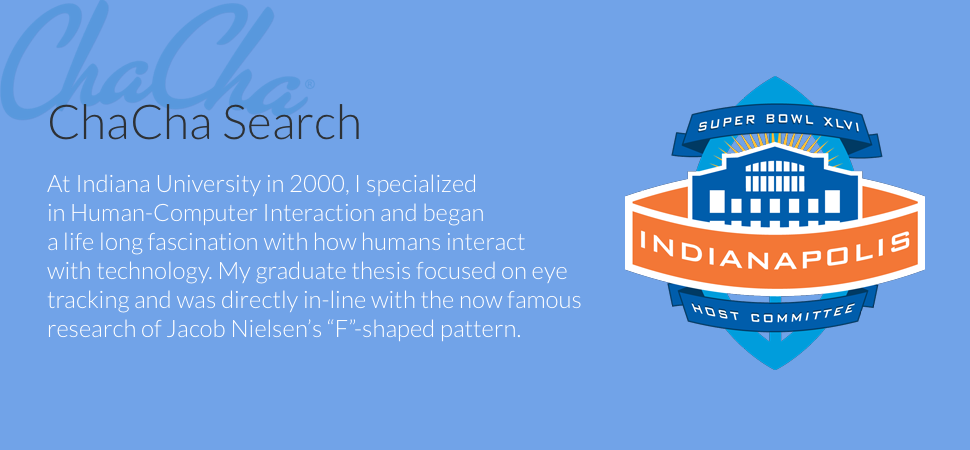 ChaCha®
ChaCha Search
At Indiana University in 2000, I specialized
in Human-Computer Interaction and began
a life long fascination with how humans interact
with technology. My graduate thesis focused on eye
tracking and was directly in-line with the now famous
research of Jacob Nielsen’s “F”-shaped pattern.
SUPER BOWL XLVI
INDIANAPOLIS
HOST COMMITTEE